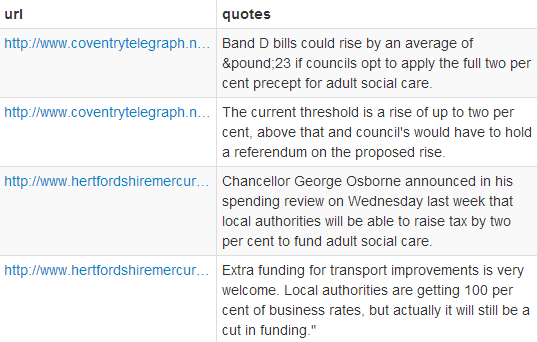 url quotes
http://www.coventrytelegraph.n... Band D bills could rise by an average of
&pound;23 if councils opt to apply the full two per
cent precept for adult social care.
http://www.coventrytelegraph.n... The current threshold is a rise of up to two per
cent, above that and council's would have to hold
a referendum on the proposed rise.
http://www.hertfordshiremercur... Chancellor George Osborne announced in his
spending review on Wednesday last week that
local authorities will be able to raise tax by two
per cent to fund adult social care.
http://www.hertfordshiremercur... Extra funding for transport improvements is very
welcome. Local authorities are getting 100 per
cent of business rates, but actually it will still be a
cut in funding."